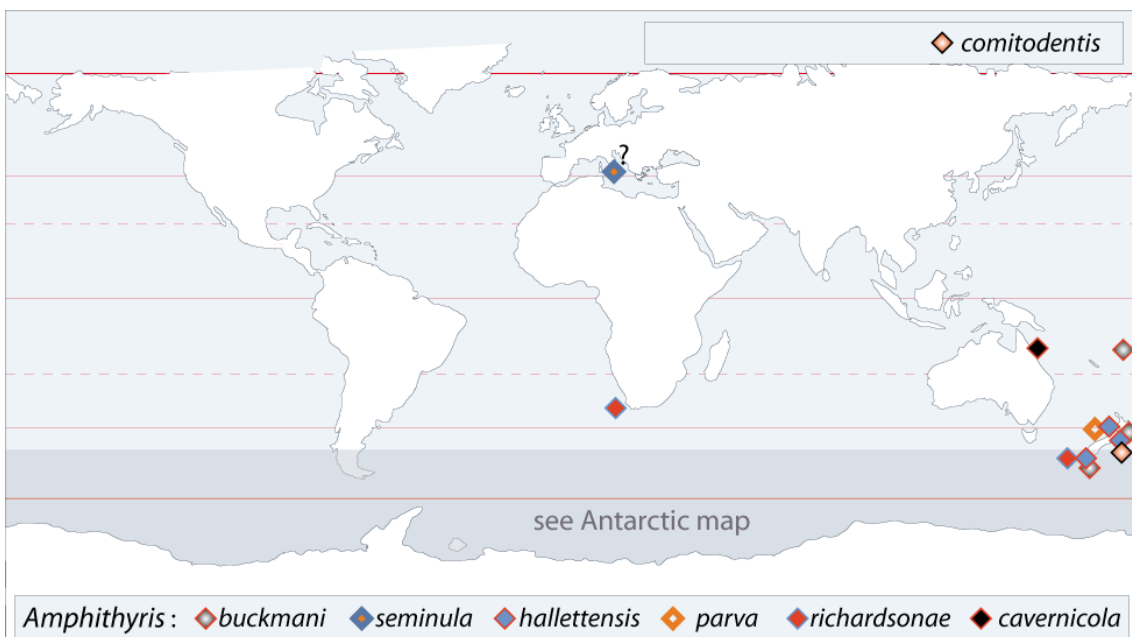 comitodentis
?
see Antarctic map
Amphithyris : buckmani seminula hallettensis parva richardsonae cavernicola